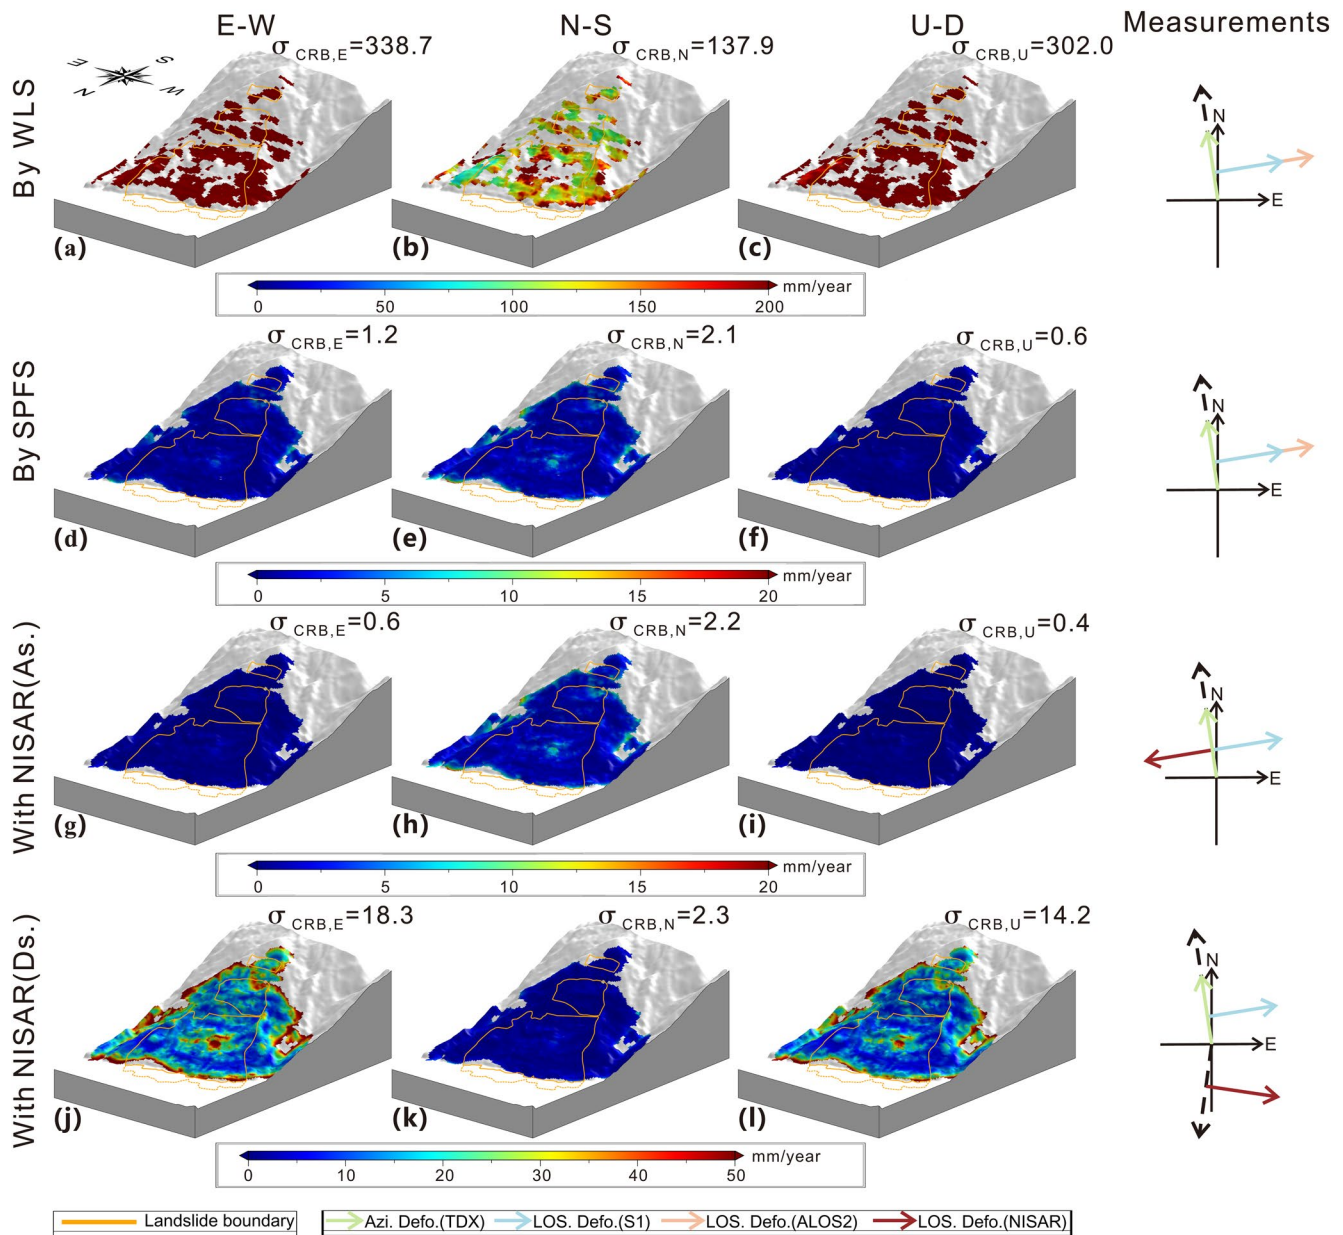 E-W N-S U-D Measurements
σ CRB,E=338.7 σ CRB,N=137.9 σ CRB,U=302.0
By WLS
E S N W
N
E
(a) (b) (c)
0 50 100 150 200 mm/year
σ CRB,E=1.2 σ CRB,N=2.1 σ CRB,U=0.6
By SPFS
N
E
(d) (e) (f)
0 5 10 15 20 mm/year
σ CRB,E=0.6 σ CRB,N=2.2 σ CRB,U=0.4
With NISAR(As.)
N
E
(g) (h) (i)
0 5 10 15 20 mm/year
σ CRB,E=18.3 σ CRB,N=2.3 σ CRB,U=14.2
With NISAR(Ds.)
N
E
(j) (k) (l)
0 10 20 30 40 50 mm/year
Landslide boundary Azi. Defo.(TDX) LOS. Defo.(S1) LOS. Defo.(ALOS2) LOS. Defo.(NISAR)